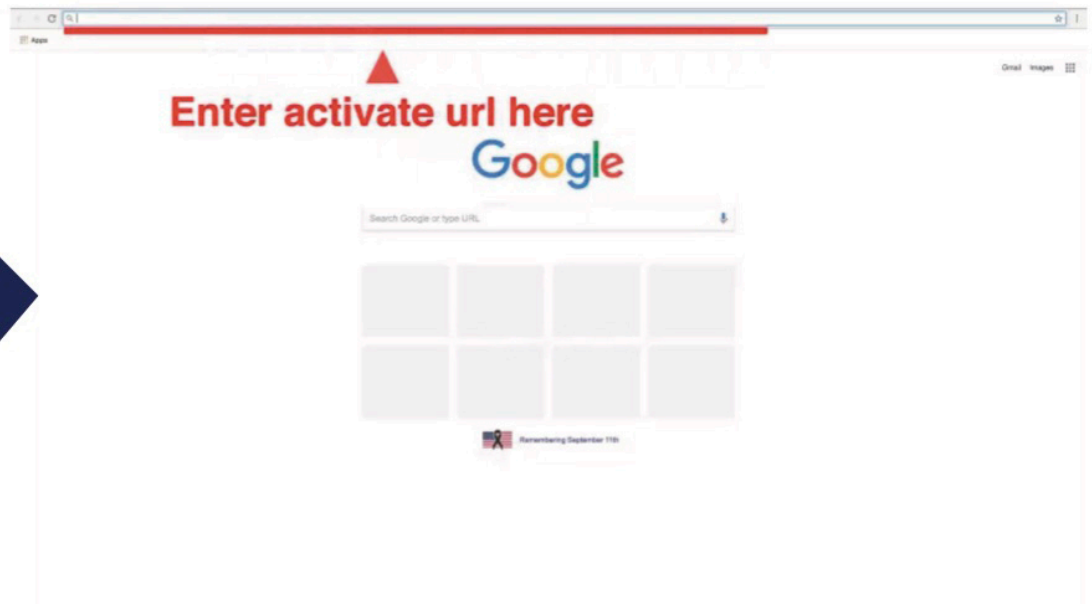 Apps
Gmail Images
Enter activate url here
Google
Search Google or type URL
Remembering September 11th